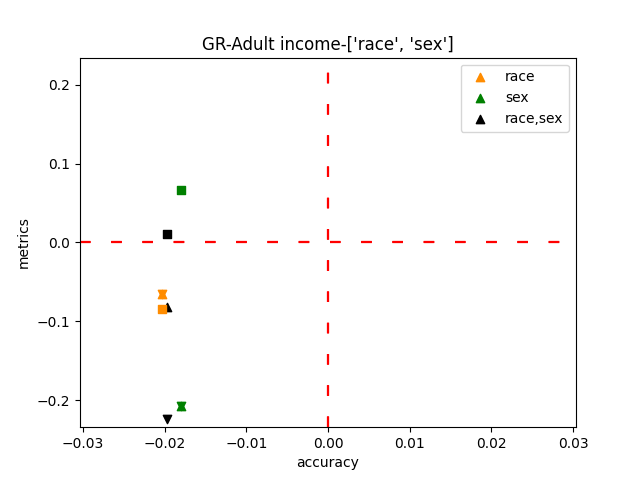 GR-Adult income-['race', 'sex']
race
sex
race,sex
metrics
0.2
0.1
0.0
−0.1
−0.2
−0.03
−0.02
−0.01
0.00
0.01
0.02
0.03
accuracy